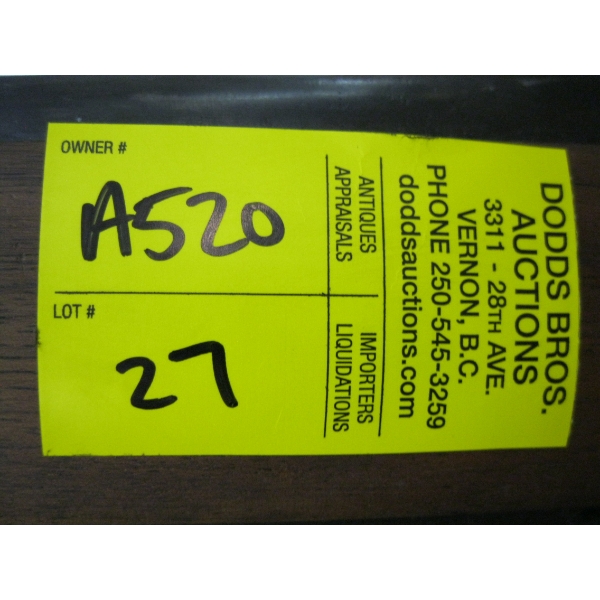 DODDS BROS.
AUCTIONS
3311 - 28TH AVE.
VERNON, B.C.
PHONE 250-545-3259
doddsauctions.com
ANTIQUES
APPRAISALS
IMPORTERS
LIQUIDATIONS
OWNER #
A520
LOT #
27